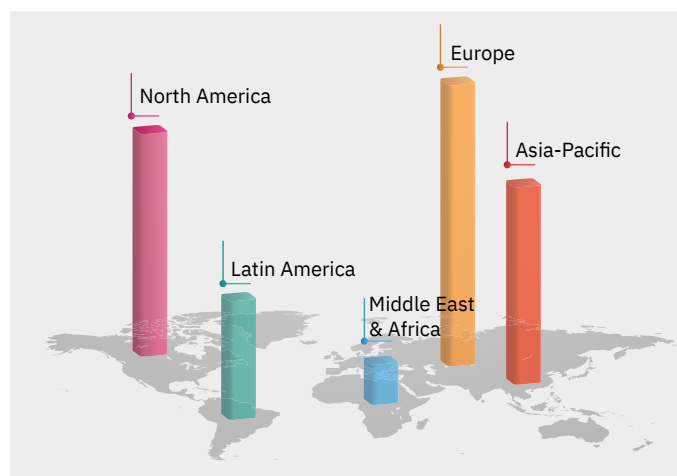 Europe
North America
Asia-Pacific
Latin America
Middle East
& Africa